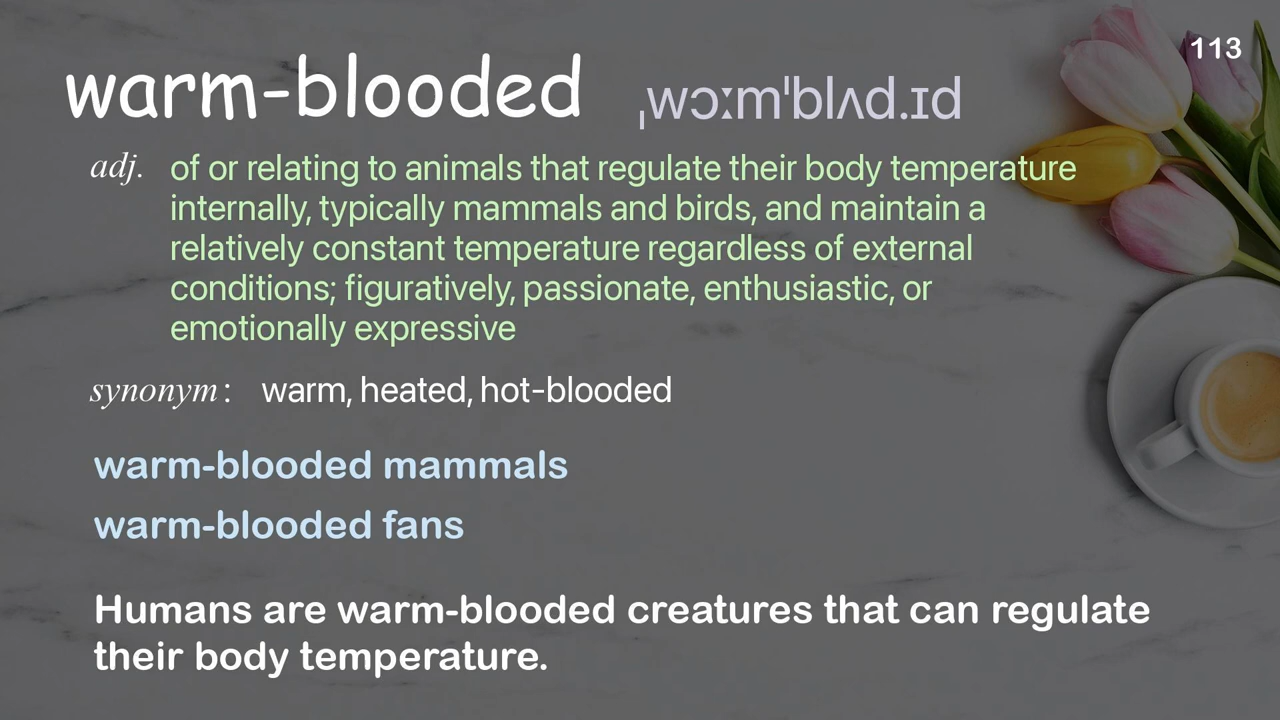 113
warm-blooded ˌwɔːmˈblʌd.ɪd
adj. of or relating to animals that regulate their body temperature
internally, typically mammals and birds, and maintain a
relatively constant temperature regardless of external
conditions; figuratively, passionate, enthusiastic, or
emotionally expressive
synonym: warm, heated, hot-blooded
warm-blooded mammals
warm-blooded fans
Humans are warm-blooded creatures that can regulate
their body temperature.